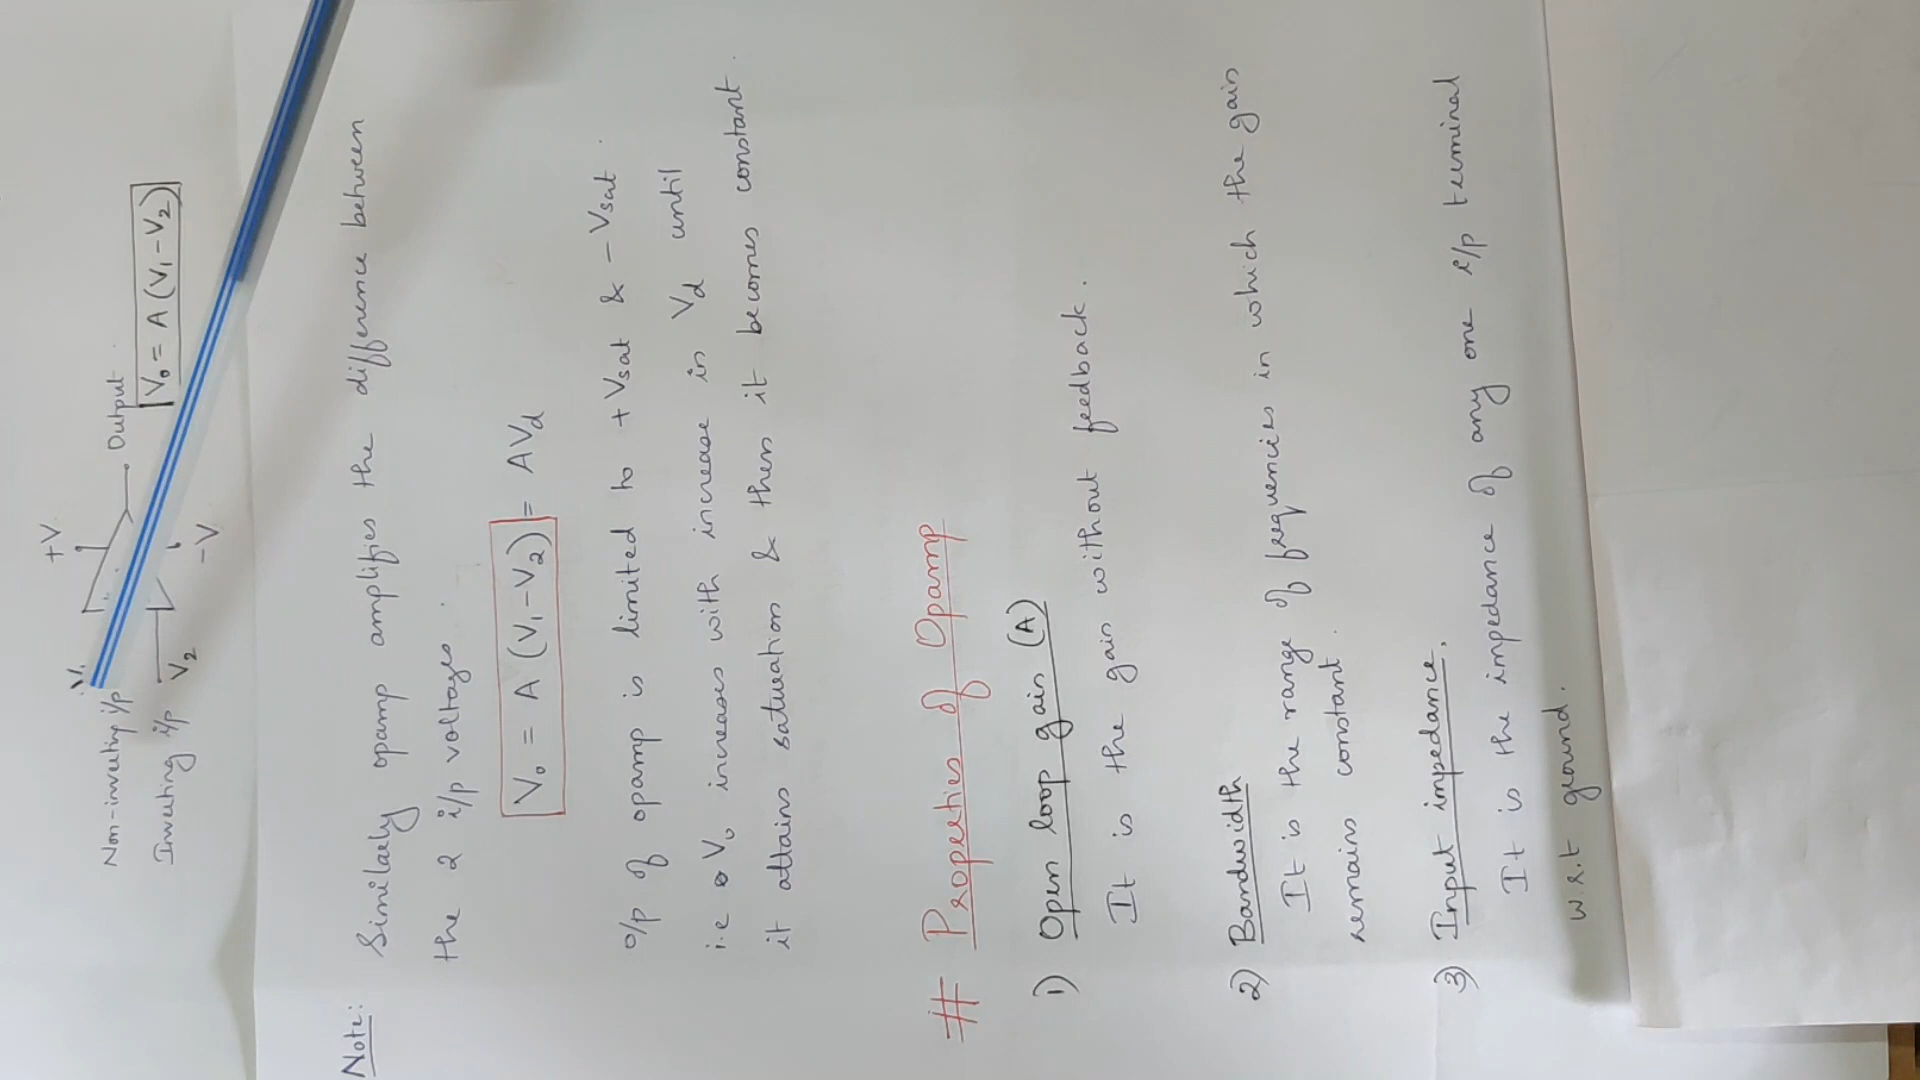 +V
V1
Non-inverting i/p
Output
V₀ = A (V₁ - V₂)
Inverting i/p
V₂
-V
Note: Similarly opamp amplifies the difference between
the 2 i/p voltages.
V₀ = A (V₁ - V₂) = AVd
o/p of opamp is limited to + Vsat & - Vsat.
i.e V₀ increases with increase in Vd until
it attains saturation & then it becomes constant.
# Properties of Opamp
1) Open loop gain (A)
It is the gain without feedback.
2) Bandwidth
It is the range of frequencies in which the gain
remains constant.
3) Input impedance.
It is the impedance of any one i/p terminal
w.r.t ground.